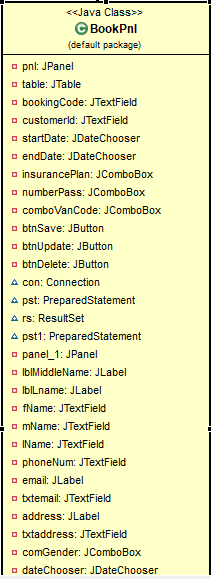 <<Java Class>>
BookPnl
(default package)
pnl: JPanel
table: JTable
bookingCode: JTextField
customerId: JTextField
startDate: JDateChooser
endDate: JDateChooser
insurancePlan: JComboBox
numberPass: JComboBox
comboVanCode: JComboBox
btnSave: JButton
btnUpdate: JButton
btnDelete: JButton
con: Connection
pst: PreparedStatement
rs: ResultSet
pst1: PreparedStatement
panel_1: JPanel
lblMiddleName: JLabel
lblLname: JLabel
fName: JTextField
mName: JTextField
lName: JTextField
phoneNum: JTextField
email: JLabel
txtemail: JTextField
address: JLabel
txtaddress: JTextField
comGender: JComboBox
dateChooser: JDateChooser